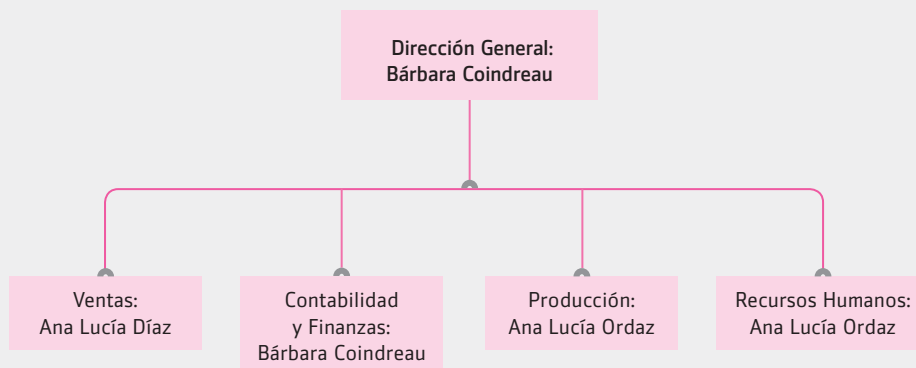 Dirección General:
Bárbara Coindreau
Ventas:
Ana Lucía Díaz
Contabilidad
y Finanzas:
Bárbara Coindreau
Producción:
Ana Lucía Ordaz
Recursos Humanos:
Ana Lucía Ordaz